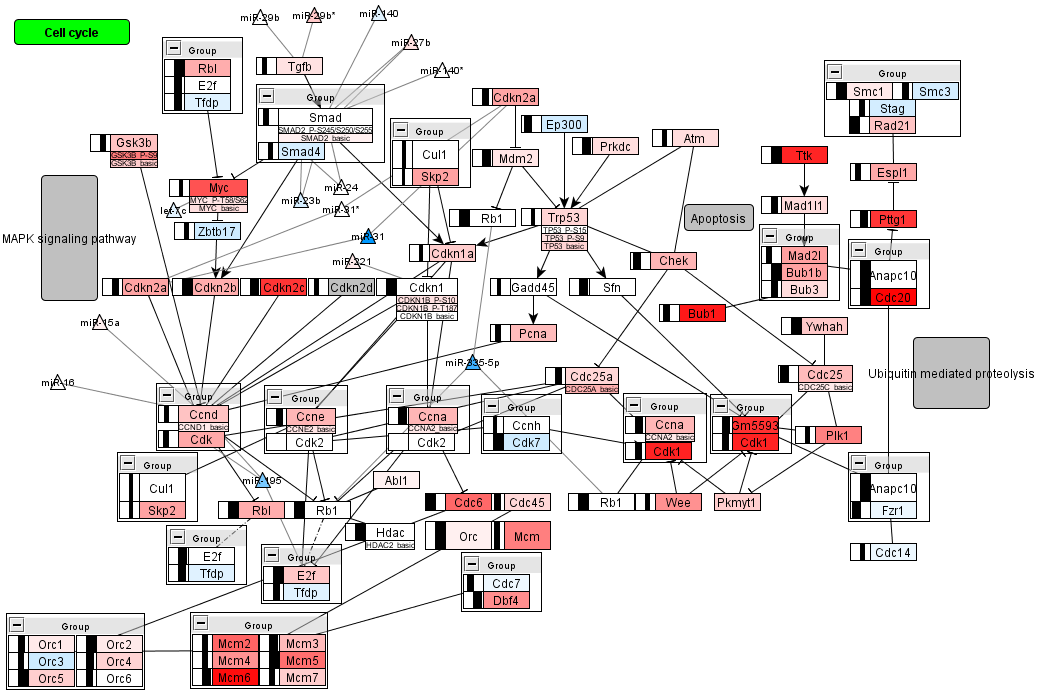 Cell cycle
miR-29b
miR-29b*
miR-140
miR-27b
miR-140*
Group
Rbl
E2f
Tfdp
Tgfb
Group
Smad
SMAD2_P-S245/S250/S255
SMAD2_basic
Smad4
Group
Cul1
Skp2
Cdkn2a
Ep300
Mdm2
Prkdc
Atm
Group
Smc1
Smc3
Stag
Rad21
Gsk3b
GSK3B_P-S9
GSK3B_basic
Myc
MYC_P-T58/S62
MYC_basic
let-7c
Zbtb17
miR-24
miR-23b
miR-31*
miR-31
miR-221
Rb1
Trp53
TP53_P-S15
TP53_P-S9
TP53_basic
Ttk
Espl1
Mad1l1
Pttg1
Apoptosis
MAPK signaling pathway
Cdkn1a
Chek
Group
Mad2l
Bub1b
Bub3
Group
Anapc10
Cdc20
Cdkn2a
Cdkn2b
Cdkn2c
Cdkn2d
Cdkn1
CDKN1B_P-S10
CDKN1B_P-T187
CDKN1B_basic
Gadd45
Sfn
Bub1
miR-15a
Pcna
Ywhah
miR-335-5p
miR-16
Cdc25a
CDC25A_basic
Cdc25
CDC25C_basic
Ubiquitin mediated proteolysis
Group
Ccnd
CCND1_basic
Cdk
Group
Ccne
CCNE2_basic
Cdk2
Group
Ccna
CCNA2_basic
Cdk2
Group
Ccnh
Cdk7
Group
Ccna
CCNA2_basic
Cdk1
Group
Gm5593
Cdk1
Plk1
Group
Cul1
Skp2
miR-195
Abl1
Group
Anapc10
Fzr1
Rbl
Rb1
Cdc6
Cdc45
Rb1
Wee
Pkmyt1
Group
E2f
Tfdp
Hdac
HDAC2_basic
Orc
Mcm
Cdc14
Group
E2f
Tfdp
Group
Cdc7
Dbf4
Group
Orc1
Orc2
Orc3
Orc4
Orc5
Orc6
Group
Mcm2
Mcm3
Mcm4
Mcm5
Mcm6
Mcm7